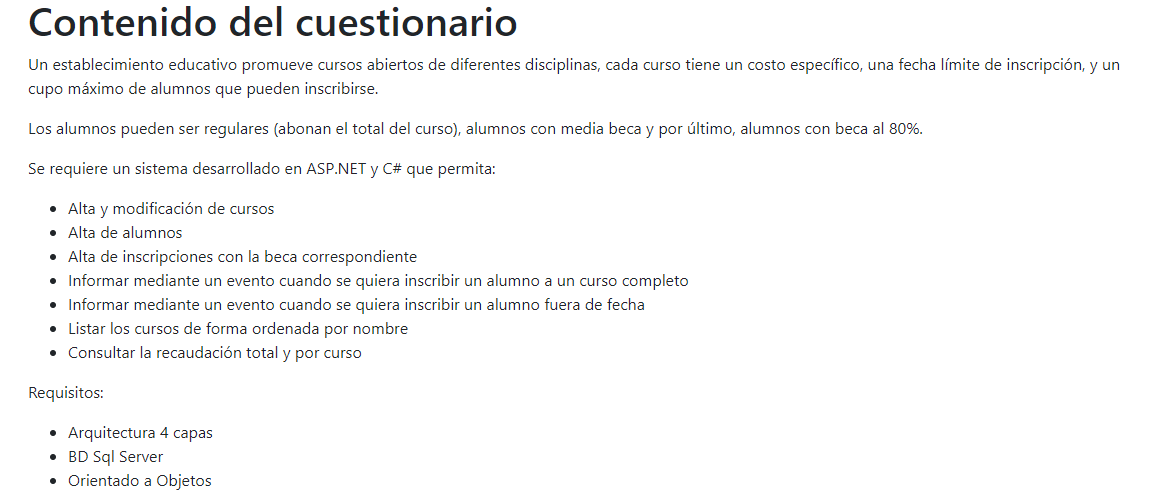 Contenido del cuestionario
Un establecimiento educativo promueve cursos abiertos de diferentes disciplinas, cada curso tiene un costo específico, una fecha límite de inscripción, y un
cupo máximo de alumnos que pueden inscribirse.
Los alumnos pueden ser regulares (abonan el total del curso), alumnos con media beca y por último, alumnos con beca al 80%.
Se requiere un sistema desarrollado en ASP.NET y C# que permita:
• Alta y modificación de cursos
• Alta de alumnos
• Alta de inscripciones con la beca correspondiente
• Informar mediante un evento cuando se quiera inscribir un alumno a un curso completo
• Informar mediante un evento cuando se quiera inscribir un alumno fuera de fecha
• Listar los cursos de forma ordenada por nombre
• Consultar la recaudación total y por curso
Requisitos:
• Arquitectura 4 capas
• BD Sql Server
• Orientado a Objetos